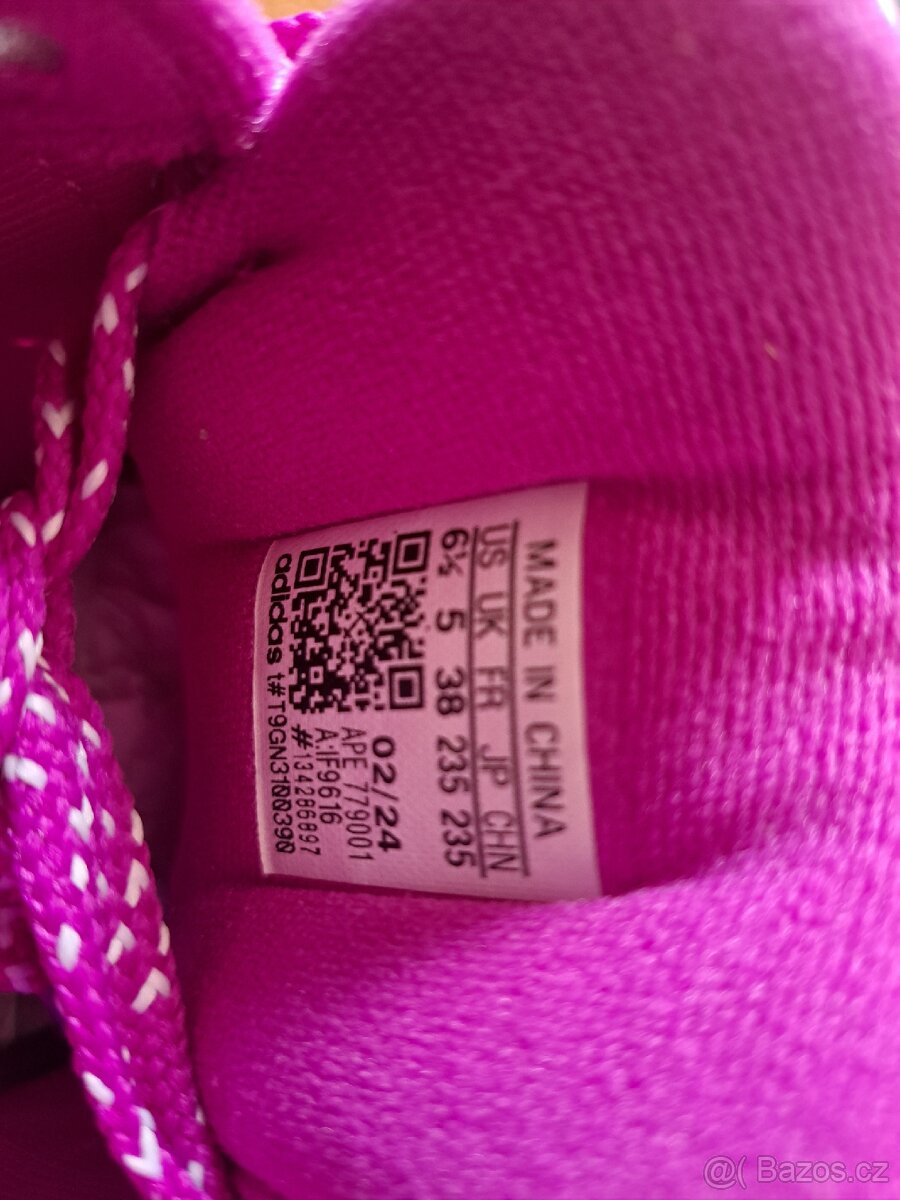 MADE IN CHINA
US UK FR JP CHN
6½ 5 38 235 235
02/24
APE 779001
A:IF9616
#134286897
adidas t#T9GN3100390
@( Bazos.cz